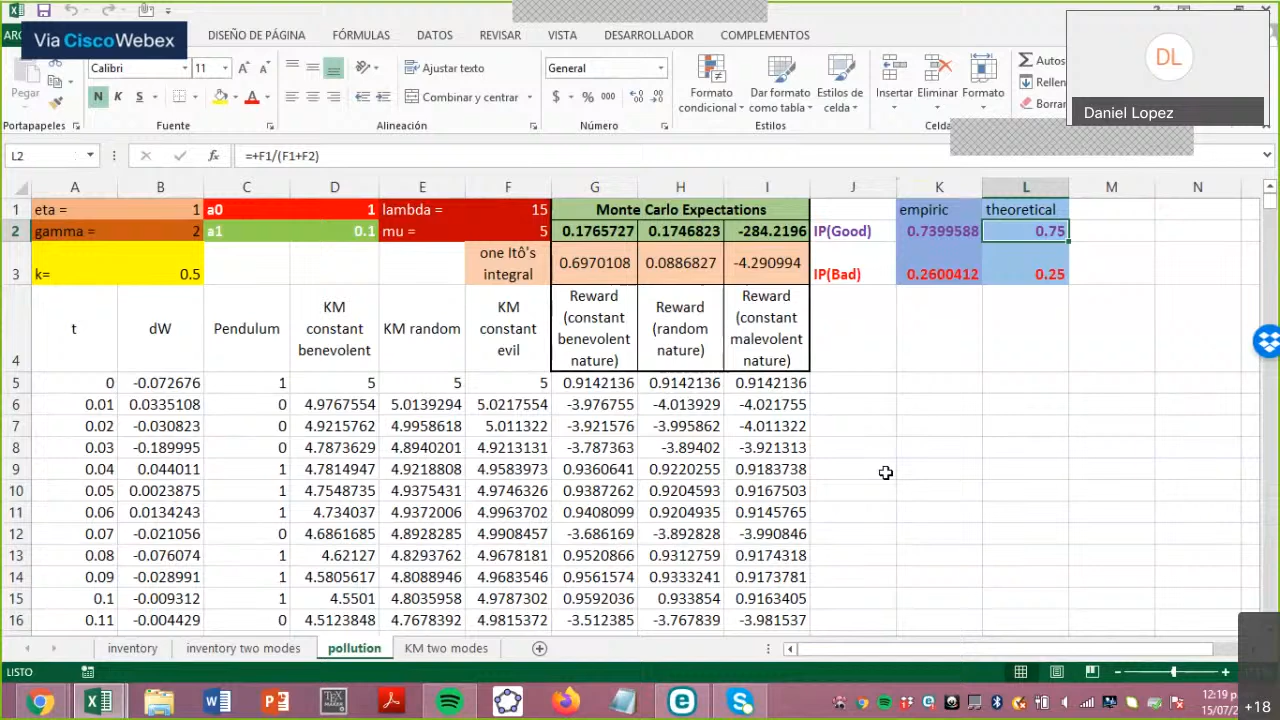 Via CiscoWebex
DISEÑO DE PÁGINA FÓRMULAS DATOS REVISAR VISTA DESARROLLADOR COMPLEMENTOS
DL
Daniel Lopez
Pegar
Calibri 11
Ajustar texto
General
N K S
Combinar y centrar
$ % 000
Formato condicional
Dar formato como tabla
Estilos de celda
Insertar Eliminar Formato
Autos
Rellen
Borra
Portapapeles Fuente Alineación Número Estilos Celda
L2 fx =+F1/(F1+F2)
A B C D E F G H I J K L M N
1 eta = 1 a0 1 lambda = 15 Monte Carlo Expectations empiric theoretical
2 gamma = 2 a1 0.1 mu = 5 0.1765727 0.1746823 -284.2196 IP(Good) 0.7399588 0.75
3 k= 0.5 one Itô's integral 0.6970108 0.0886827 -4.290994 IP(Bad) 0.2600412 0.25
4 t dW Pendulum KM constant benevolent KM random KM constant evil Reward (constant benevolent nature) Reward (random nature) Reward (constant malevolent nature)
5 0 -0.072676 1 5 5 5 0.9142136 0.9142136 0.9142136
6 0.01 0.0335108 0 4.9767554 5.0139294 5.0217554 -3.976755 -4.013929 -4.021755
7 0.02 -0.030823 0 4.9215762 4.9958618 5.011322 -3.921576 -3.995862 -4.011322
8 0.03 -0.189995 0 4.7873629 4.8940201 4.9213131 -3.787363 -3.89402 -3.921313
9 0.04 0.044011 1 4.7814947 4.9218808 4.9583973 0.9360641 0.9220255 0.9183738
10 0.05 0.0023875 1 4.7548735 4.9375431 4.9746326 0.9387262 0.9204593 0.9167503
11 0.06 0.0134243 1 4.734037 4.9372006 4.9963702 0.9408099 0.9204935 0.9145765
12 0.07 -0.021056 0 4.6861685 4.8928285 4.9908457 -3.686169 -3.892828 -3.990846
13 0.08 -0.076074 1 4.62127 4.8293762 4.9678181 0.9520866 0.9312759 0.9174318
14 0.09 -0.028991 1 4.5805617 4.8088946 4.9683546 0.9561574 0.9333241 0.9173781
15 0.1 -0.009312 1 4.5501 4.8035958 4.9787302 0.9592036 0.933854 0.9163405
16 0.11 -0.004429 0 4.5123848 4.7678392 4.9815372 -3.512385 -3.767839 -3.981537
inventory inventory two modes pollution KM two modes
LISTO
12:19 p.m
15/07/2
+18